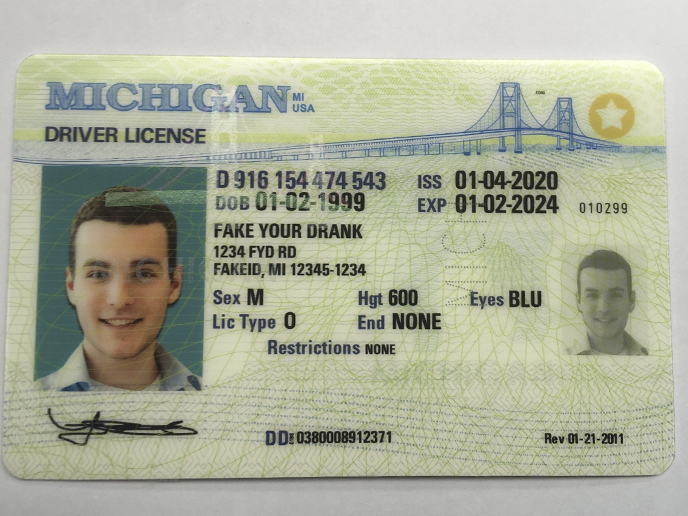 MICHIGAN MI
USA
DRIVER LICENSE
D 916 154 474 543 ISS 01-04-2020
DOB 01-02-1999 EXP 01-02-2024 010299
FAKE YOUR DRANK
1234 FYD RD
FAKEID, MI 12345-1234
Sex M Hgt 600 Eyes BLU
Lic Type O End NONE
Restrictions NONE
DD 0380008912371 Rev 01-21-2011